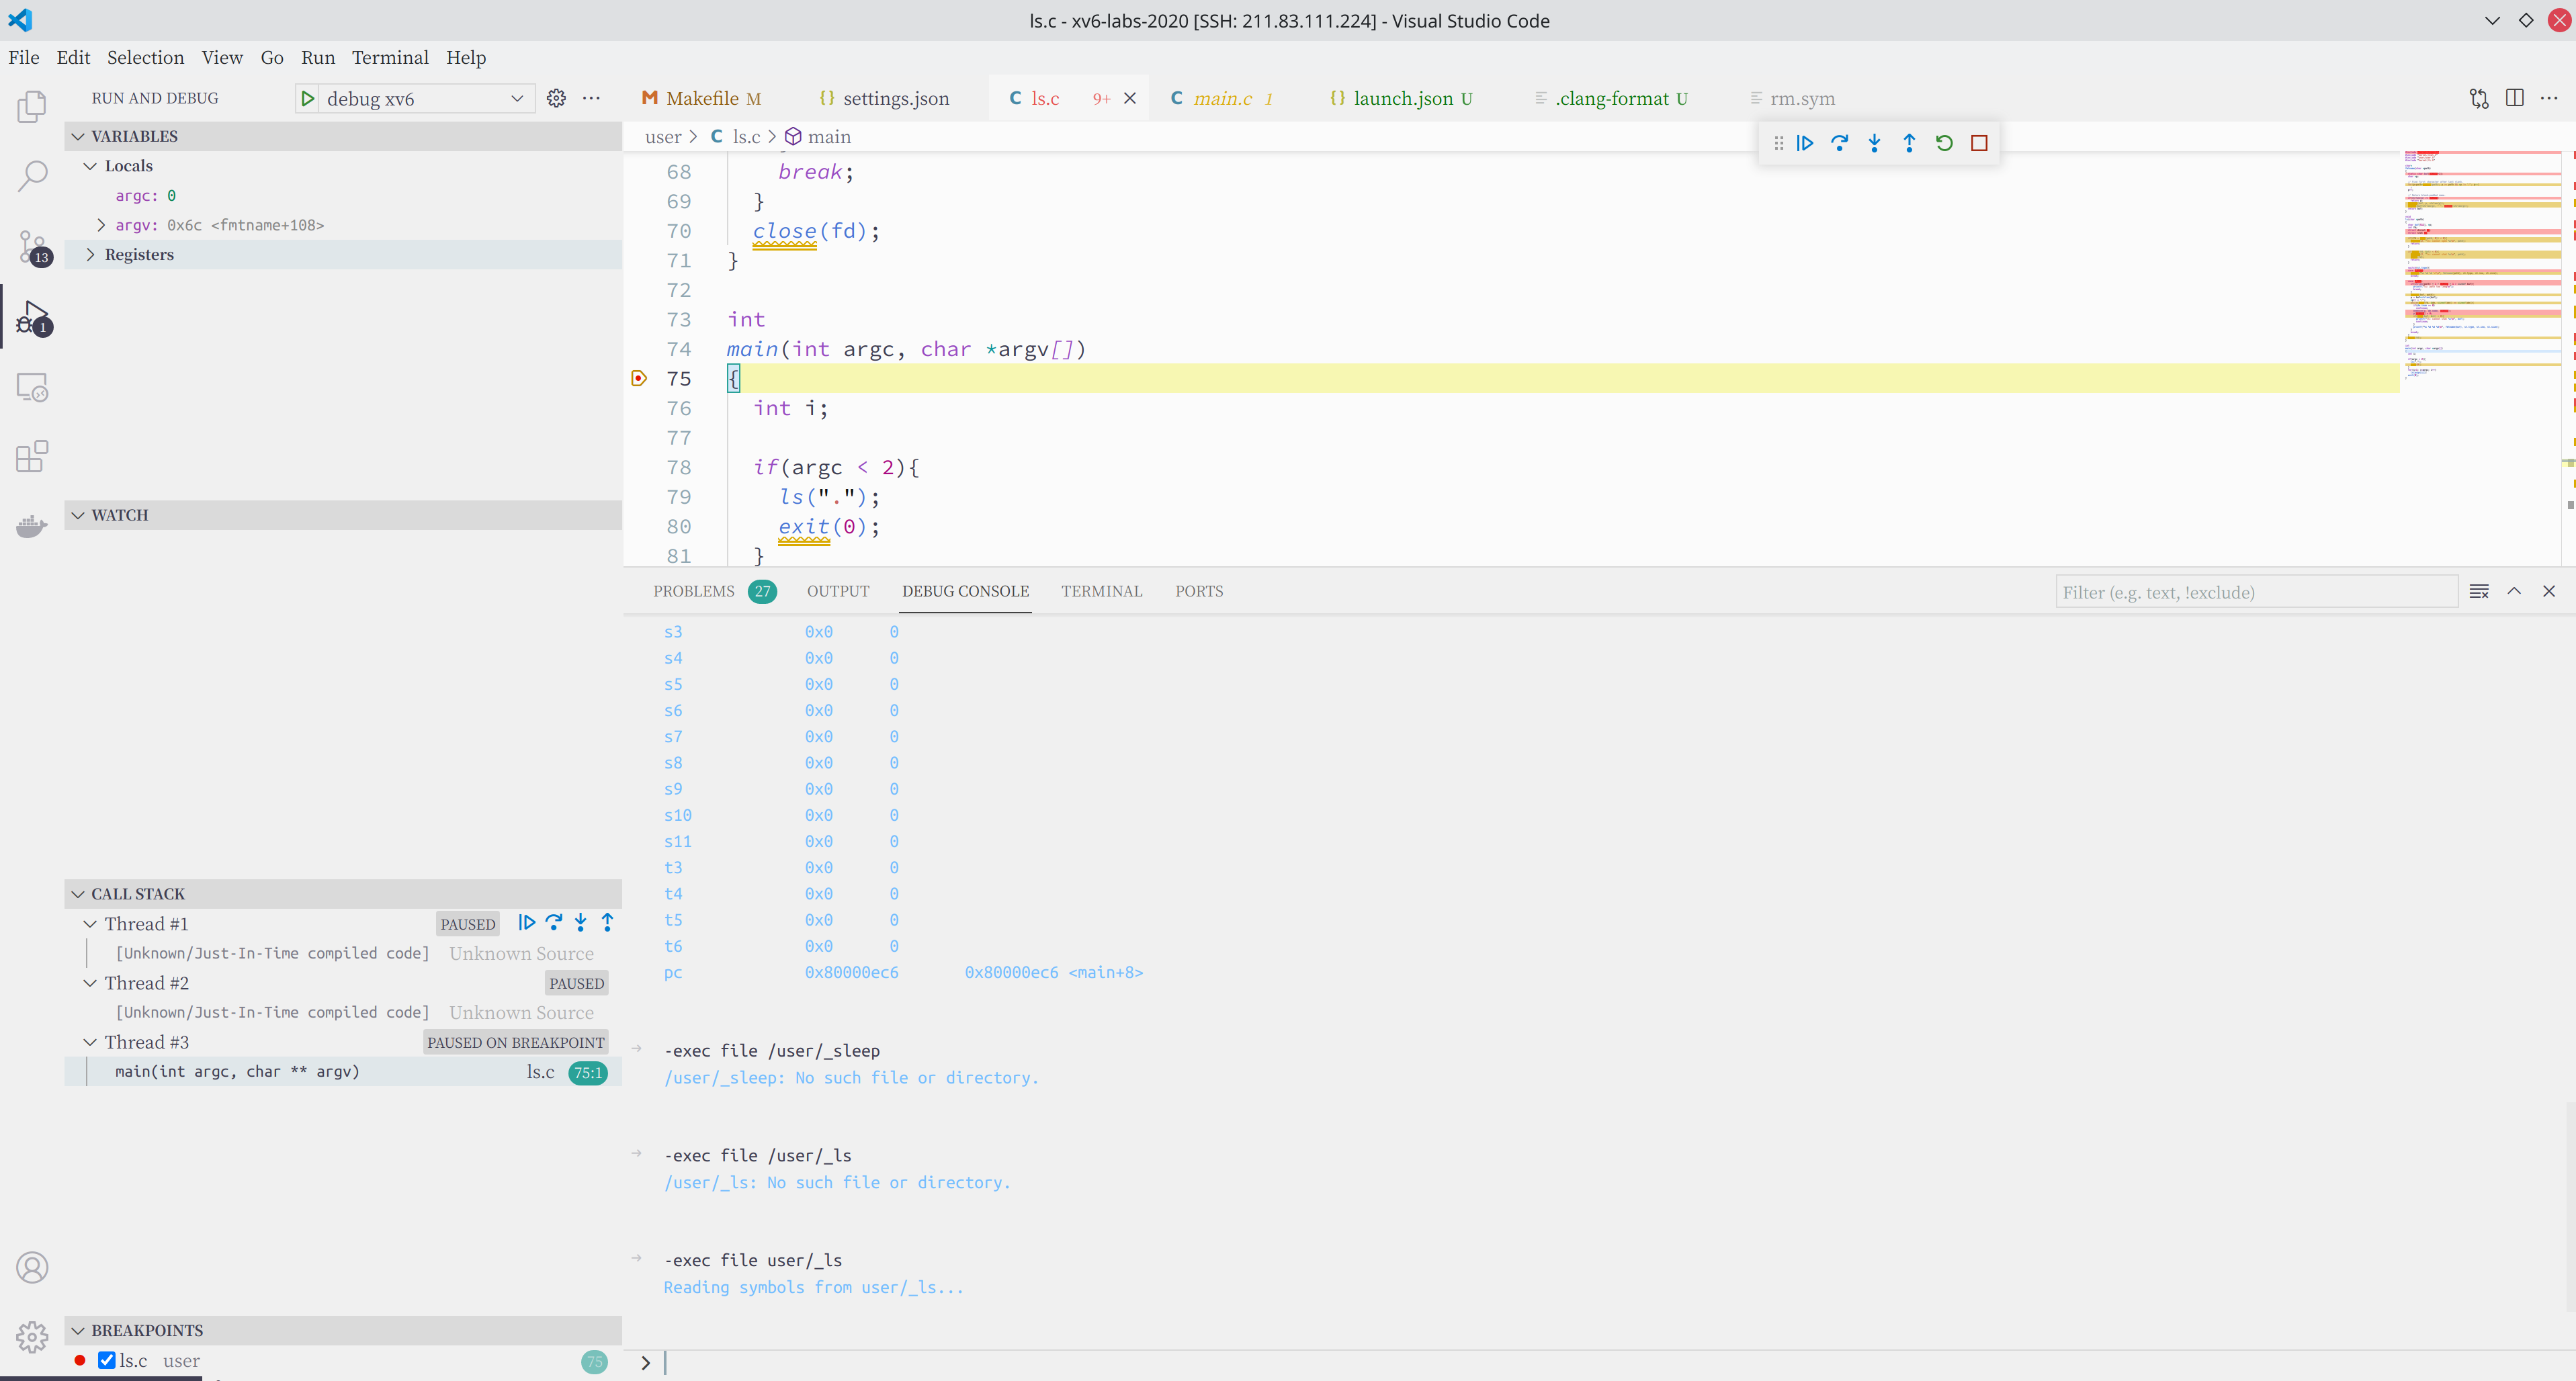 ls.c - xv6-labs-2020 [SSH: 211.83.111.224] - Visual Studio Code
File Edit Selection View Go Run Terminal Help
RUN AND DEBUG debug xv6
Makefile M settings.json ls.c 9+ main.c 1 launch.json U .clang-format U rm.sym
VARIABLES
Locals
argc: 0
argv: 0x6c <fmtname+108>
Registers
13
1
WATCH
CALL STACK
Thread #1 PAUSED
[Unknown/Just-In-Time compiled code] Unknown Source
Thread #2 PAUSED
[Unknown/Just-In-Time compiled code] Unknown Source
Thread #3 PAUSED ON BREAKPOINT
main(int argc, char ** argv) ls.c 75:1
BREAKPOINTS
ls.c user 75
user > C ls.c > main
68 break;
69 }
70 close(fd);
71 }
72
73 int
74 main(int argc, char *argv[])
75 {
76 int i;
77
78 if(argc < 2){
79 ls(".");
80 exit(0);
81 }
PROBLEMS 27 OUTPUT DEBUG CONSOLE TERMINAL PORTS
Filter (e.g. text, !exclude)
s3 0x0 0
s4 0x0 0
s5 0x0 0
s6 0x0 0
s7 0x0 0
s8 0x0 0
s9 0x0 0
s10 0x0 0
s11 0x0 0
t3 0x0 0
t4 0x0 0
t5 0x0 0
t6 0x0 0
pc 0x80000ec6 0x80000ec6 <main+8>
-exec file /user/_sleep
/user/_sleep: No such file or directory.
-exec file /user/_ls
/user/_ls: No such file or directory.
-exec file user/_ls
Reading symbols from user/_ls...